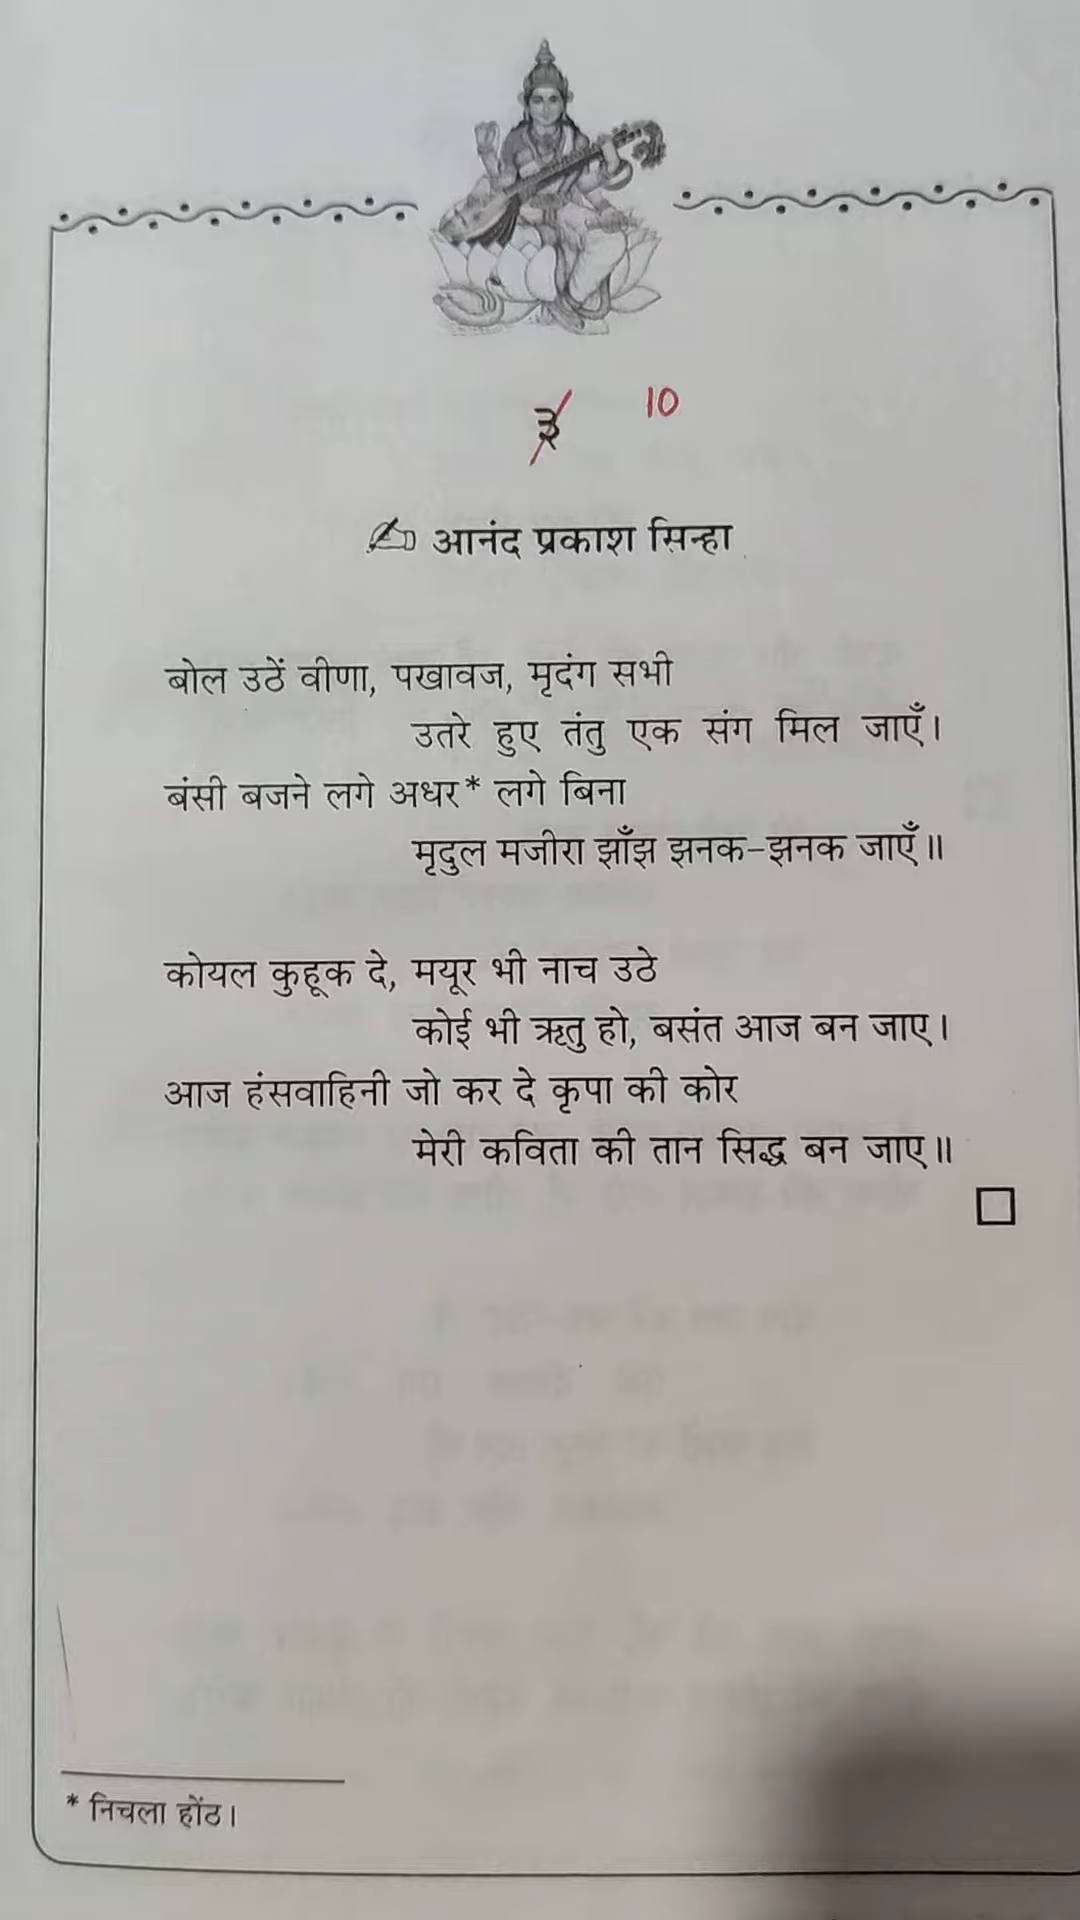 ३ 10
आनंद प्रकाश सिन्हा
बोल उठें वीणा, पखावज, मृदंग सभी
उतरे हुए तंतु एक संग मिल जाएँ।
बंसी बजने लगे अधर* लगे बिना
मृदुल मजीरा झाँझ झनक-झनक जाएँ॥
कोयल कुहूक दे, मयूर भी नाच उठे
कोई भी ऋतु हो, बसंत आज बन जाए।
आज हंसवाहिनी जो कर दे कृपा की कोर
मेरी कविता की तान सिद्ध बन जाए॥
* निचला होंठ।